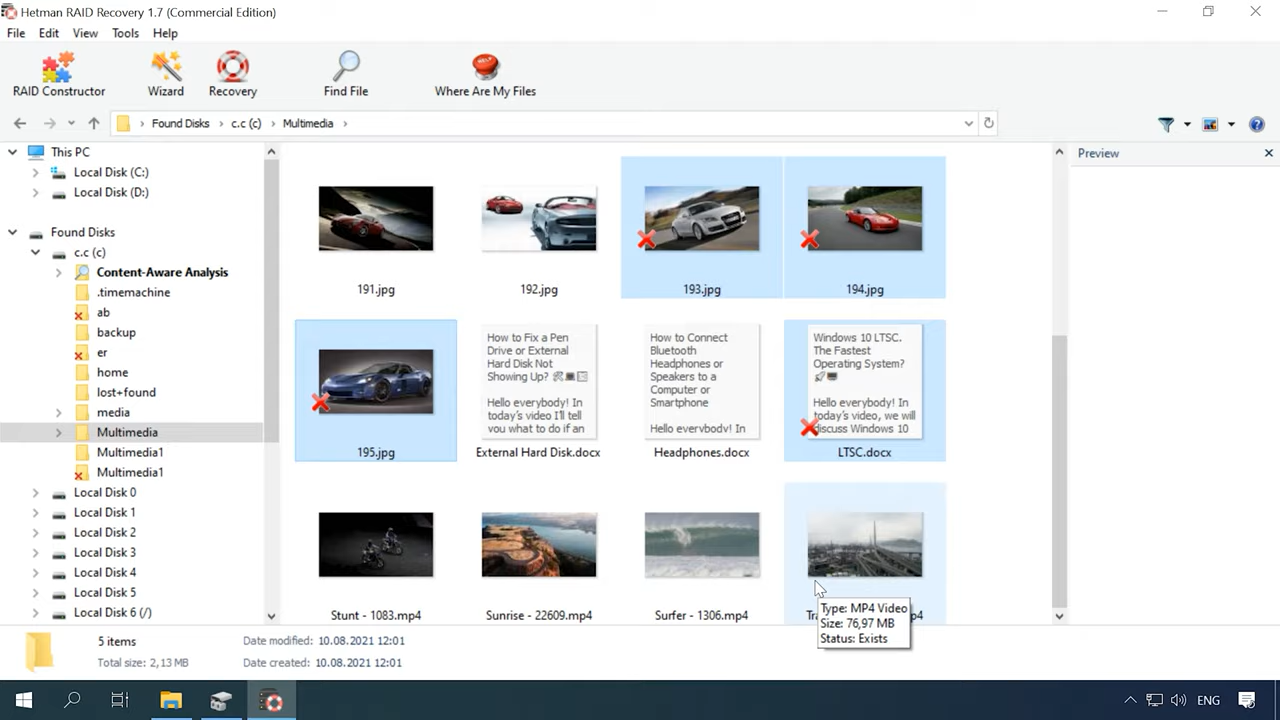 Hetman RAID Recovery 1.7 (Commercial Edition)
File Edit View Tools Help
RAID Constructor Wizard Recovery Find File Where Are My Files
Found Disks c.c (c) Multimedia
This PC
Local Disk (C:)
Local Disk (D:)
Found Disks
c.c (c)
Content-Aware Analysis
.timemachine
ab
backup
er
home
lost+found
media
Multimedia
Multimedia1
Multimedia1
Local Disk 0
Local Disk 1
Local Disk 2
Local Disk 3
Local Disk 4
Local Disk 5
Local Disk 6 (/)
191.jpg 192.jpg 193.jpg 194.jpg
How to Fix a Pen
Drive or External
Hard Disk Not
Showing Up?
Hello everybody! In
today's video I'll tell
you what to do if an
How to Connect
Bluetooth
Headphones or
Speakers to a
Computer or
Smartphone
Hello everybody! In
Windows 10 LTSC.
The Fastest
Operating System?
Hello everybody! In
today's video, we will
discuss Windows 10
195.jpg External Hard Disk.docx Headphones.docx LTSC.docx
Stunt - 1083.mp4 Sunrise - 22609.mp4 Surfer - 1306.mp4
Type: MP4 Video
Size: 76,97 MB
Status: Exists
Preview
5 items Date modified: 10.08.2021 12:01
Total size: 2,13 MB Date created: 10.08.2021 12:01
HELP
ENG